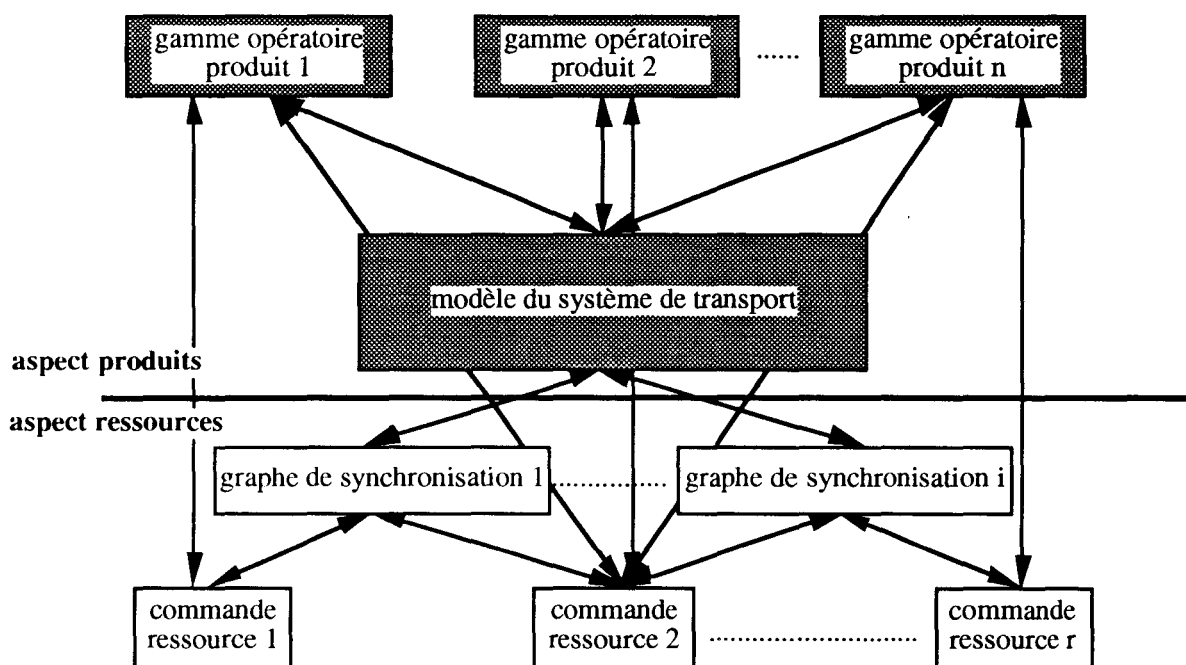 gamme opératoire
produit 1
gamme opératoire
produit 2
......
gamme opératoire
produit n
modèle du système de transport
aspect produits
aspect ressources
graphe de synchronisation 1
................
graphe de synchronisation i
commande
ressource 1
commande
ressource 2
............................
commande
ressource r